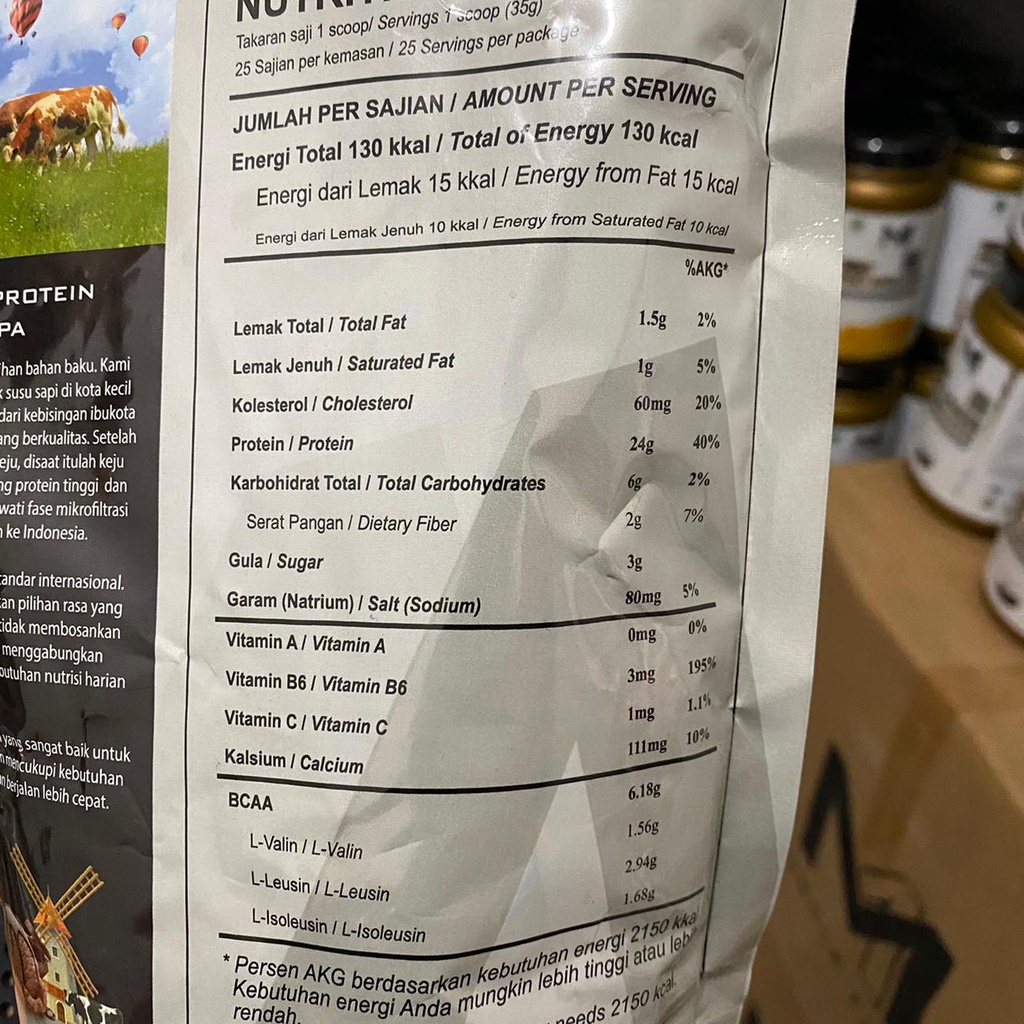 Takaran saji 1 scoop/ Servings 1 scoop (35g)
25 Sajian per kemasan / 25 Servings per package
JUMLAH PER SAJIAN / AMOUNT PER SERVING
Energi Total 130 kkal / Total of Energy 130 kcal
Energi dari Lemak 15 kkal / Energy from Fat 15 kcal
Energi dari Lemak Jenuh 10 kkal / Energy from Saturated Fat 10 kcal
%AKG*
Lemak Total / Total Fat 1.5g 2%
Lemak Jenuh / Saturated Fat 1g 5%
Kolesterol / Cholesterol 60mg 20%
Protein / Protein 24g 40%
Karbohidrat Total / Total Carbohydrates 6g 2%
Serat Pangan / Dietary Fiber 2g 7%
Gula / Sugar 3g
Garam (Natrium) / Salt (Sodium) 80mg 5%
Vitamin A / Vitamin A 0mg 0%
Vitamin B6 / Vitamin B6 3mg 195%
Vitamin C / Vitamin C 1mg 1.1%
Kalsium / Calcium 111mg 10%
BCAA 6.18g
L-Valin / L-Valin 1.56g
L-Leusin / L-Leusin 2.94g
L-Isoleusin / L-Isoleusin 1.68g
* Persen AKG berdasarkan kebutuhan energi 2150 kka
Kebutuhan energi Anda mungkin lebih tinggi atau lebi
rendah.
needs 2150 kcal.
PROTEIN
PA
han bahan baku. Kami
susu sapi di kota kecil
dari kebisingan ibukota
ang berkualitas. Setelah
eju, disaat itulah keju
ng protein tinggi dan
wati fase mikrofiltrasi
ke Indonesia.
andar internasional.
an pilihan rasa yang
idak membosankan
menggabungkan
butuhan nutrisi harian
yang sangat baik untuk
mencukupi kebutuhan
berjalan lebih cepat.